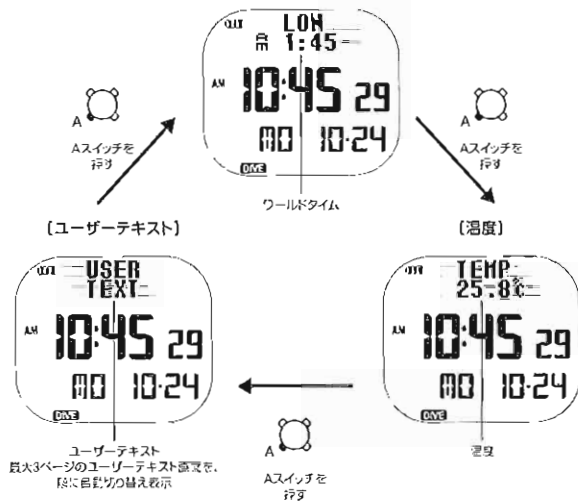 LON
AM 1:45
AM 10:45 29
MO 10·24
DIVE
ワールドタイム
A
Aスイッチを
押す
A
Aスイッチを
押す
[ユーザーテキスト]
[温度]
USER
TEXT
AM 10:45 29
MO 10·24
DIVE
TEMP
25.8℃
AM 10:45 29
MO 10·24
DIVE
ユーザーテキスト
最大3ページのユーザーテキスト画面を、
順に自動切り替え表示
温度
A
Aスイッチを
押す